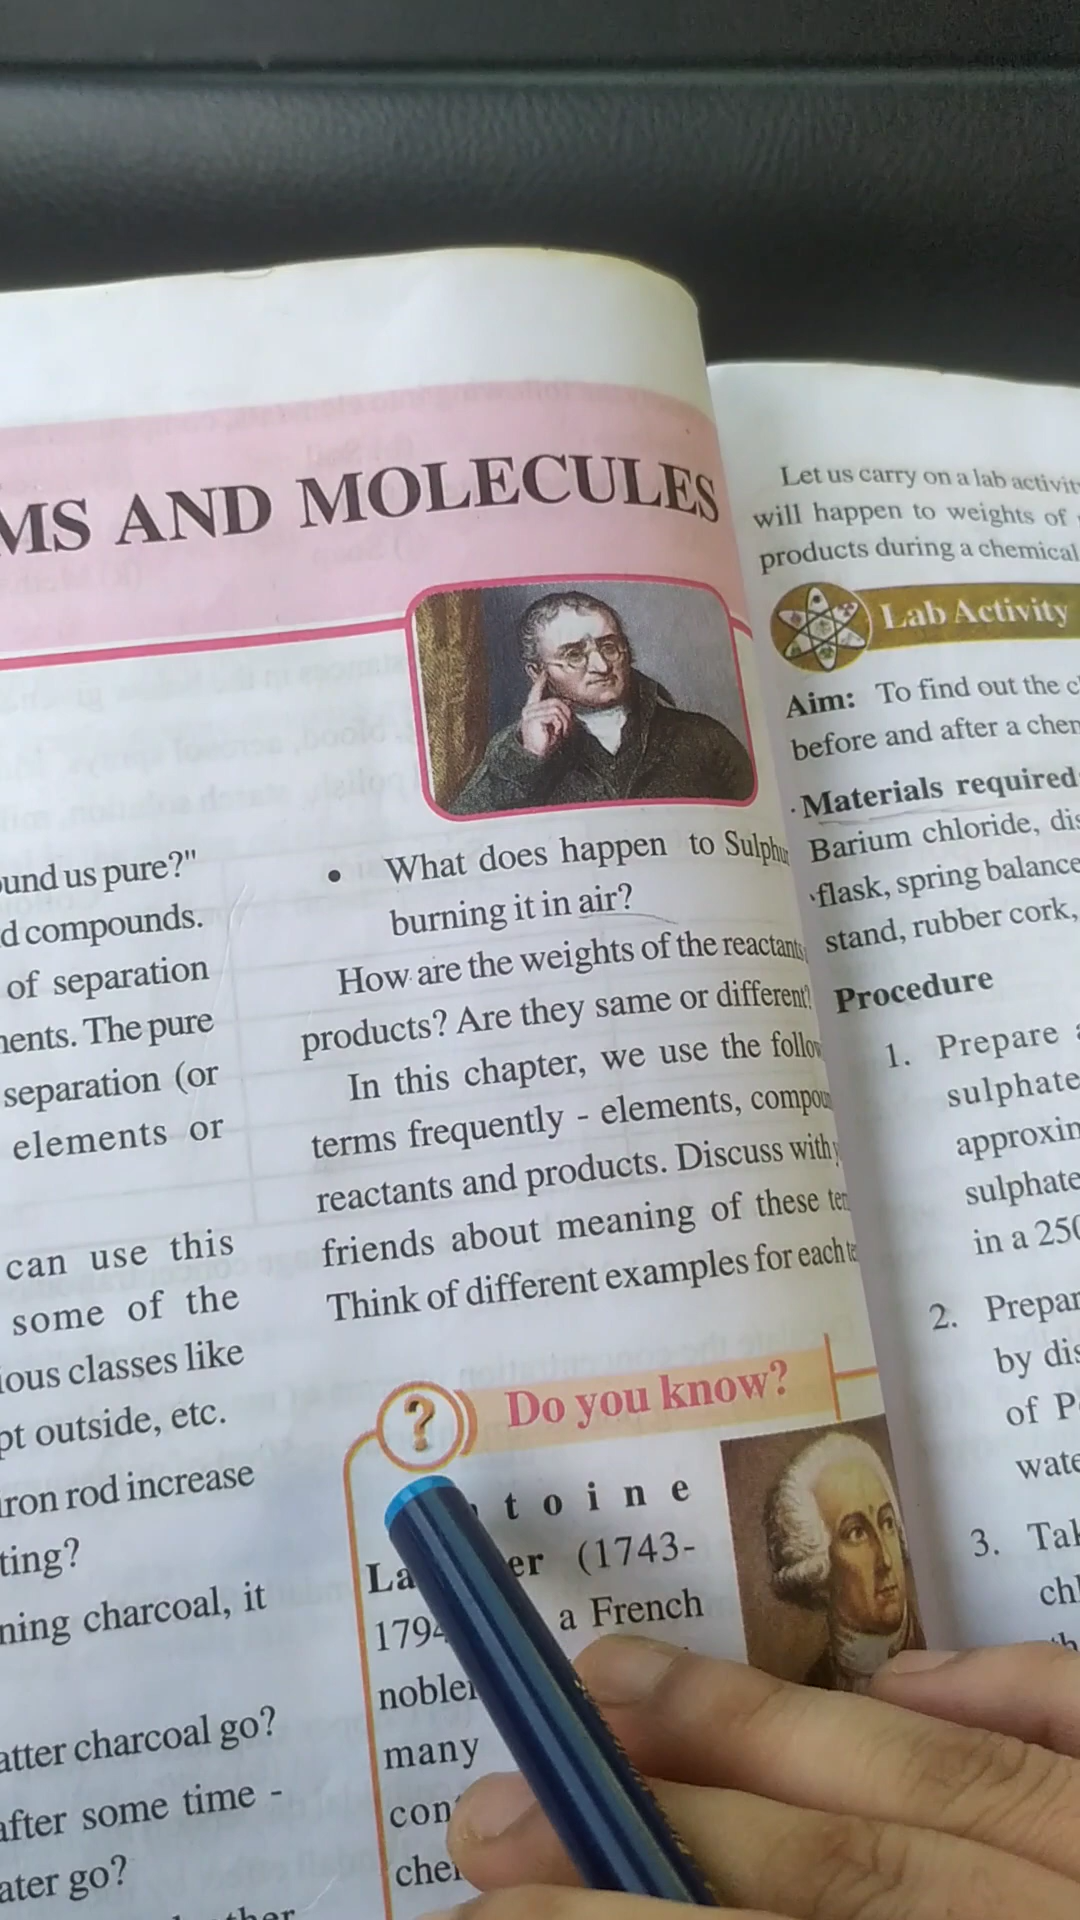 MS AND MOLECULES
und us pure?"
d compounds.
of separation
ents. The pure
separation (or
elements or
can use this
some of the
ious classes like
pt outside, etc.
iron rod increase
ting?
ning charcoal, it
atter charcoal go?
after some time -
ater go?
• What does happen to Sulphu
burning it in air?
How are the weights of the reactants
products? Are they same or different?
In this chapter, we use the follow
terms frequently - elements, compou
reactants and products. Discuss with y
friends about meaning of these ter
Think of different examples for each te
? Do you know?
toine
La er (1743-
1794 a French
noble
many
con
che
Let us carry on a lab activit
will happen to weights of
products during a chemical
Lab Activity
Aim: To find out the c
before and after a chem
Materials required
Barium chloride, dis
flask, spring balance
stand, rubber cork,
Procedure
1. Prepare a
sulphate
approxim
sulphate
in a 250
2. Prepar
by dis
of P
wate
3. Tak
chl